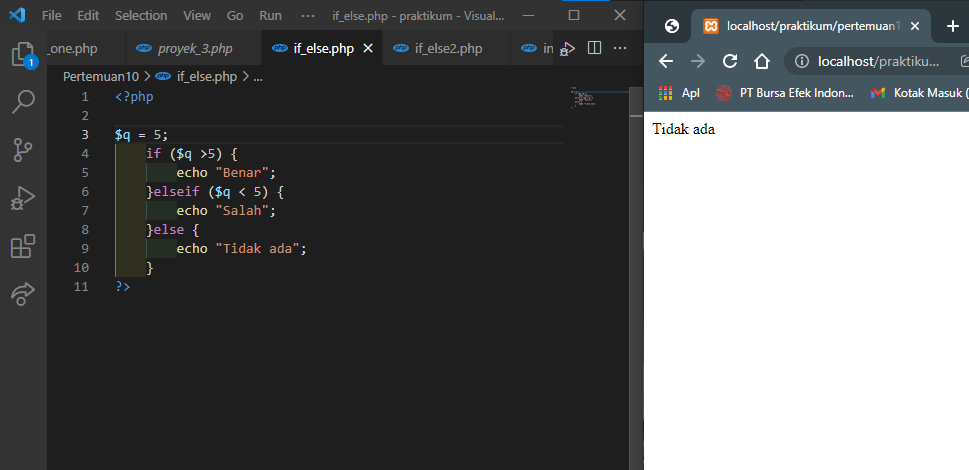 File Edit Selection View Go Run ··· if_else.php - praktikum - Visual...
_one.php proyek_3.php if_else.php if_else2.php in ···
Pertemuan10 > if_else.php > ...
1 <?php
2
3 $q = 5;
4 if ($q >5) {
5 echo "Benar";
6 }elseif ($q < 5) {
7 echo "Salah";
8 }else {
9 echo "Tidak ada";
10 }
11 ?>
1
localhost/praktikum/pertemuan1
localhost/praktiku...
Apl PT Bursa Efek Indon... Kotak Masuk (
Tidak ada